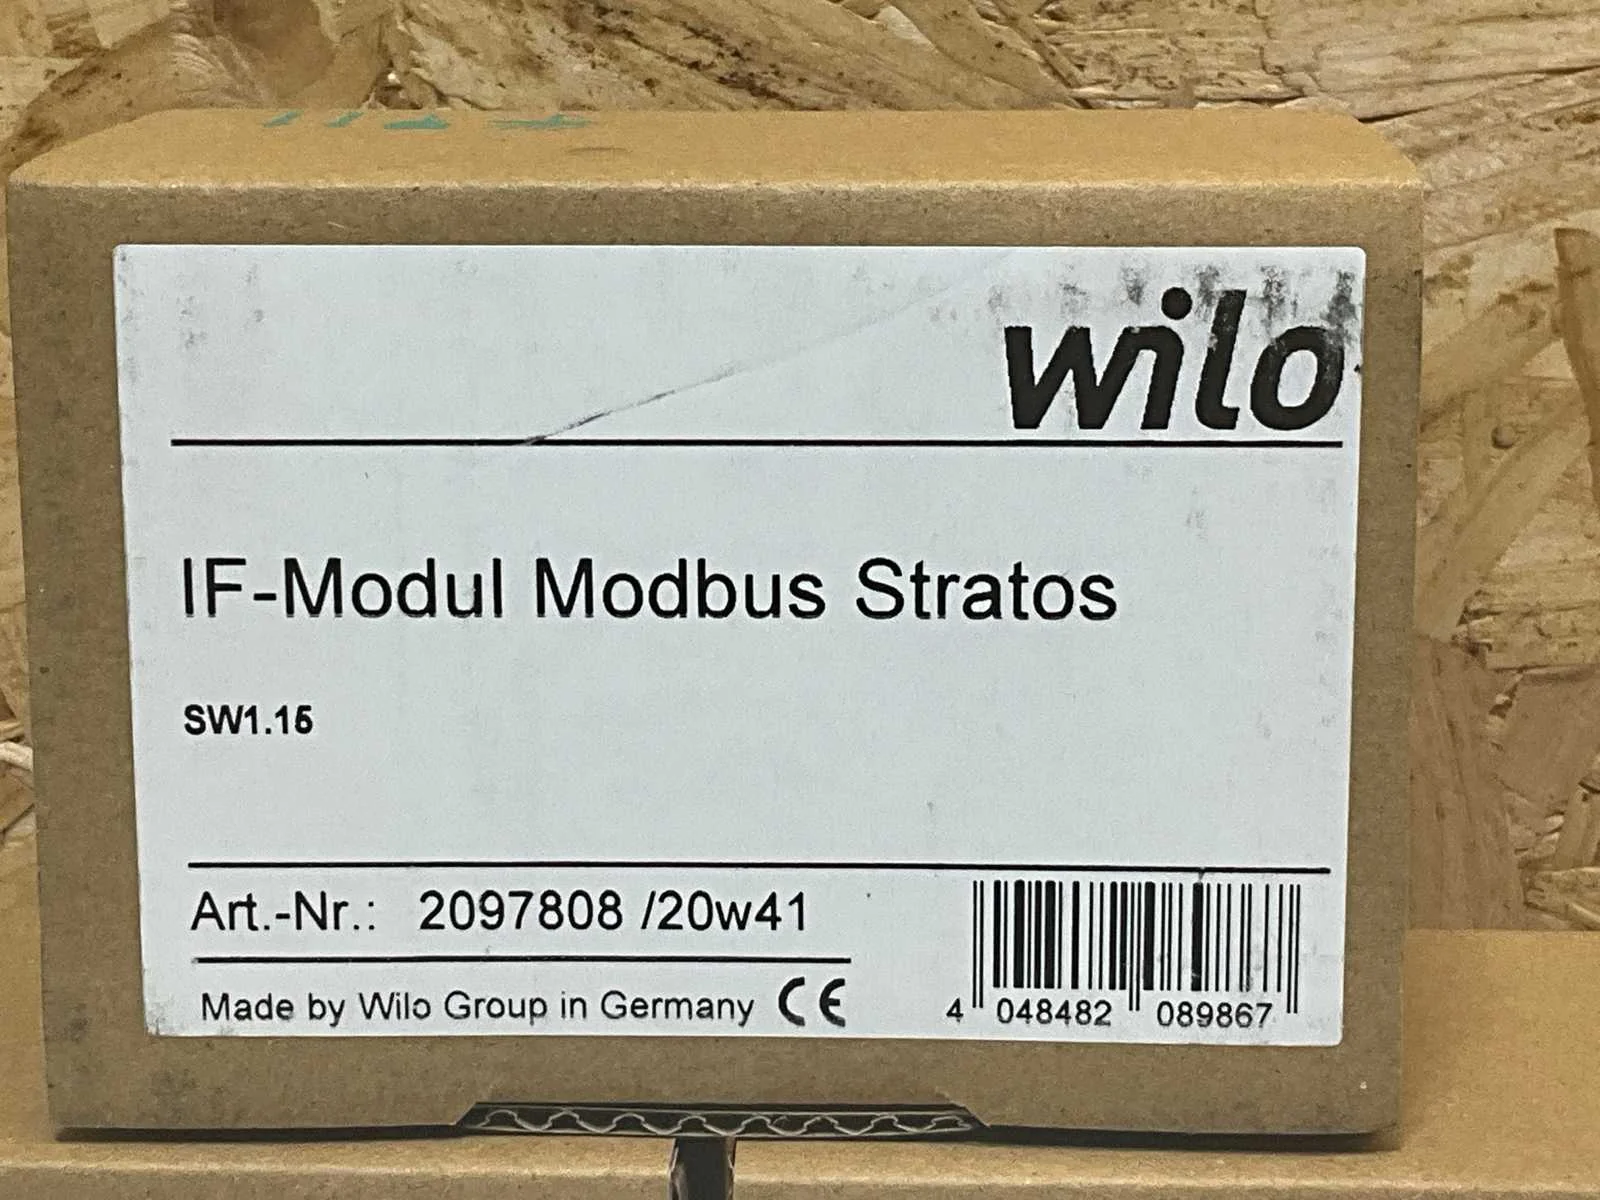 wilo
IF-Modul Modbus Stratos
SW1.15
Art.-Nr.: 2097808 /20w41
Made by Wilo Group in Germany CE
4 048482 089867